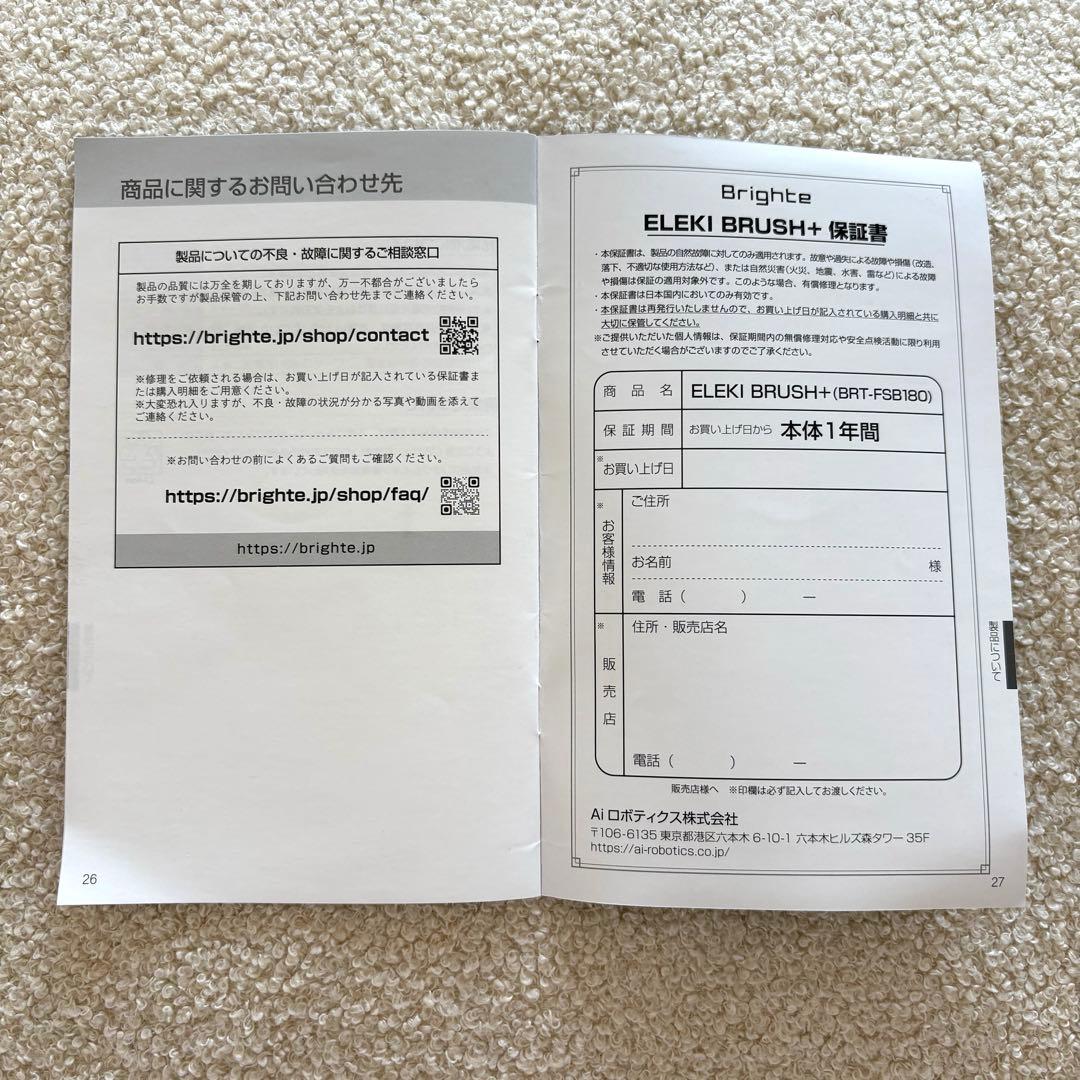 商品に関するお問い合わせ先
製品についての不良・故障に関するご相談窓口
製品の品質には万全を期しておりますが、万一不都合がございましたら
お手数ですが製品保管の上、下記お問い合わせ先までご連絡ください。
https://brighte.jp/shop/contact
※修理をご依頼される場合は、お買い上げ日が記入されている保証書ま
たは購入明細をご用意ください。
※大変恐れ入りますが、不良・故障の状況が分かる写真や動画を添えて
ご連絡ください。
※お問い合わせの前によくあるご質問もご確認ください。
https://brighte.jp/shop/faq/
https://brighte.jp
26
Brighte
ELEKI BRUSH+ 保証書
・本保証書は、製品の自然故障に対してのみ適用されます。故意や過失による故障や損傷(改造、
落下、不適切な使用方法など)、または自然災害(火災、地震、水害、雷など)による故障
や損傷は保証の適用対象外です。このような場合、有償修理となります。
・本保証書は日本国内においてのみ有効です。
・本保証書は再発行いたしませんので、お買い上げ日が記入されている購入明細と共に
大切に保管してください。
※ご提供いただいた個人情報は、保証期間内の無償修理対応や安全点検活動に限り利用
させていただく場合がございますのでご了承ください。
商品名 ELEKI BRUSH+(BRT-FSB180)
保証期間 お買い上げ日から 本体1年間
※お買い上げ日
※お客様情報
ご住所
お名前 様
電話( ) ー
※販売店
住所・販売店名
電話( ) ー
販売店様へ ※印欄は必ず記入してお渡しください。
Ai ロボティクス株式会社
〒106-6135 東京都港区六本木 6-10-1 六本木ヒルズ森タワー 35F
https://ai-robotics.co.jp/
製品について
27